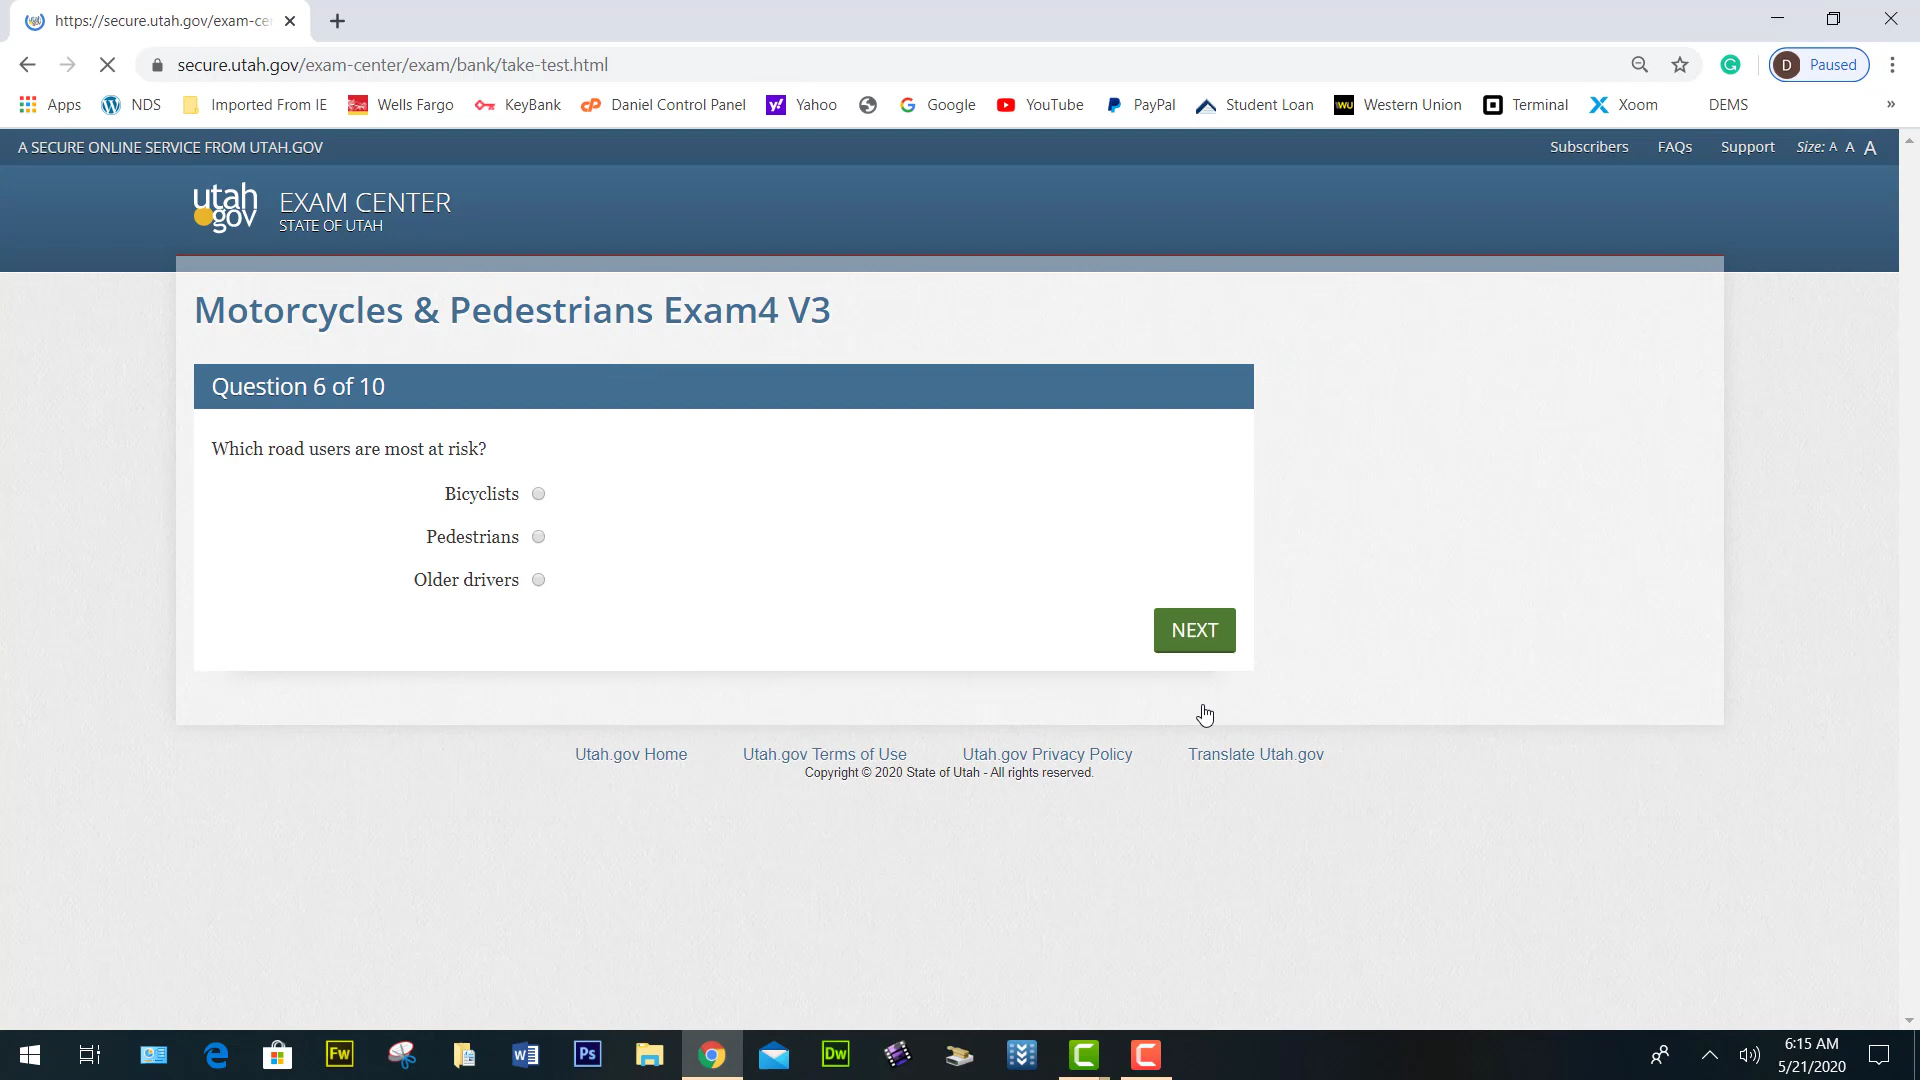 https://secure.utah.gov/exam-cen
secure.utah.gov/exam-center/exam/bank/take-test.html
D Paused
Apps NDS Imported From IE Wells Fargo KeyBank Daniel Control Panel Yahoo Google YouTube PayPal Student Loan Western Union Terminal Xoom DEMS »
A SECURE ONLINE SERVICE FROM UTAH.GOV
Subscribers FAQs Support Size: A A A
utah gov
EXAM CENTER
STATE OF UTAH
Motorcycles & Pedestrians Exam4 V3
Question 6 of 10
Which road users are most at risk?
Bicyclists
Pedestrians
Older drivers
NEXT
Utah.gov Home Utah.gov Terms of Use Utah.gov Privacy Policy Translate Utah.gov
Copyright © 2020 State of Utah - All rights reserved.
Fw W Ps Dw C C
6:15 AM
5/21/2020